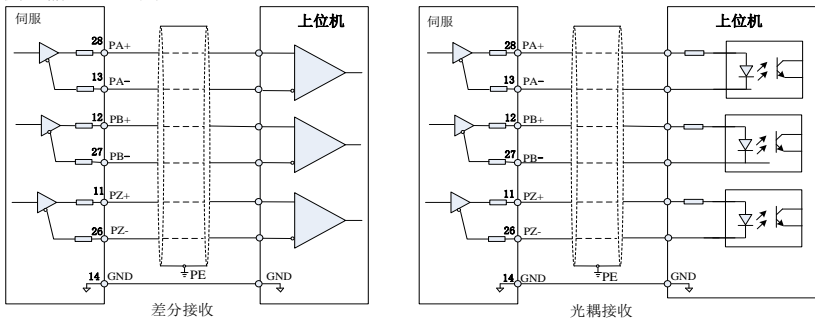 伺服
上位机
28 PA+
13 PA−
12 PB+
27 PB−
11 PZ+
26 PZ-
PE
14 GND
GND
差分接收
伺服
上位机
28 PA+
13 PA−
12 PB+
27 PB−
11 PZ+
26 PZ-
PE
14 GND
GND
光耦接收